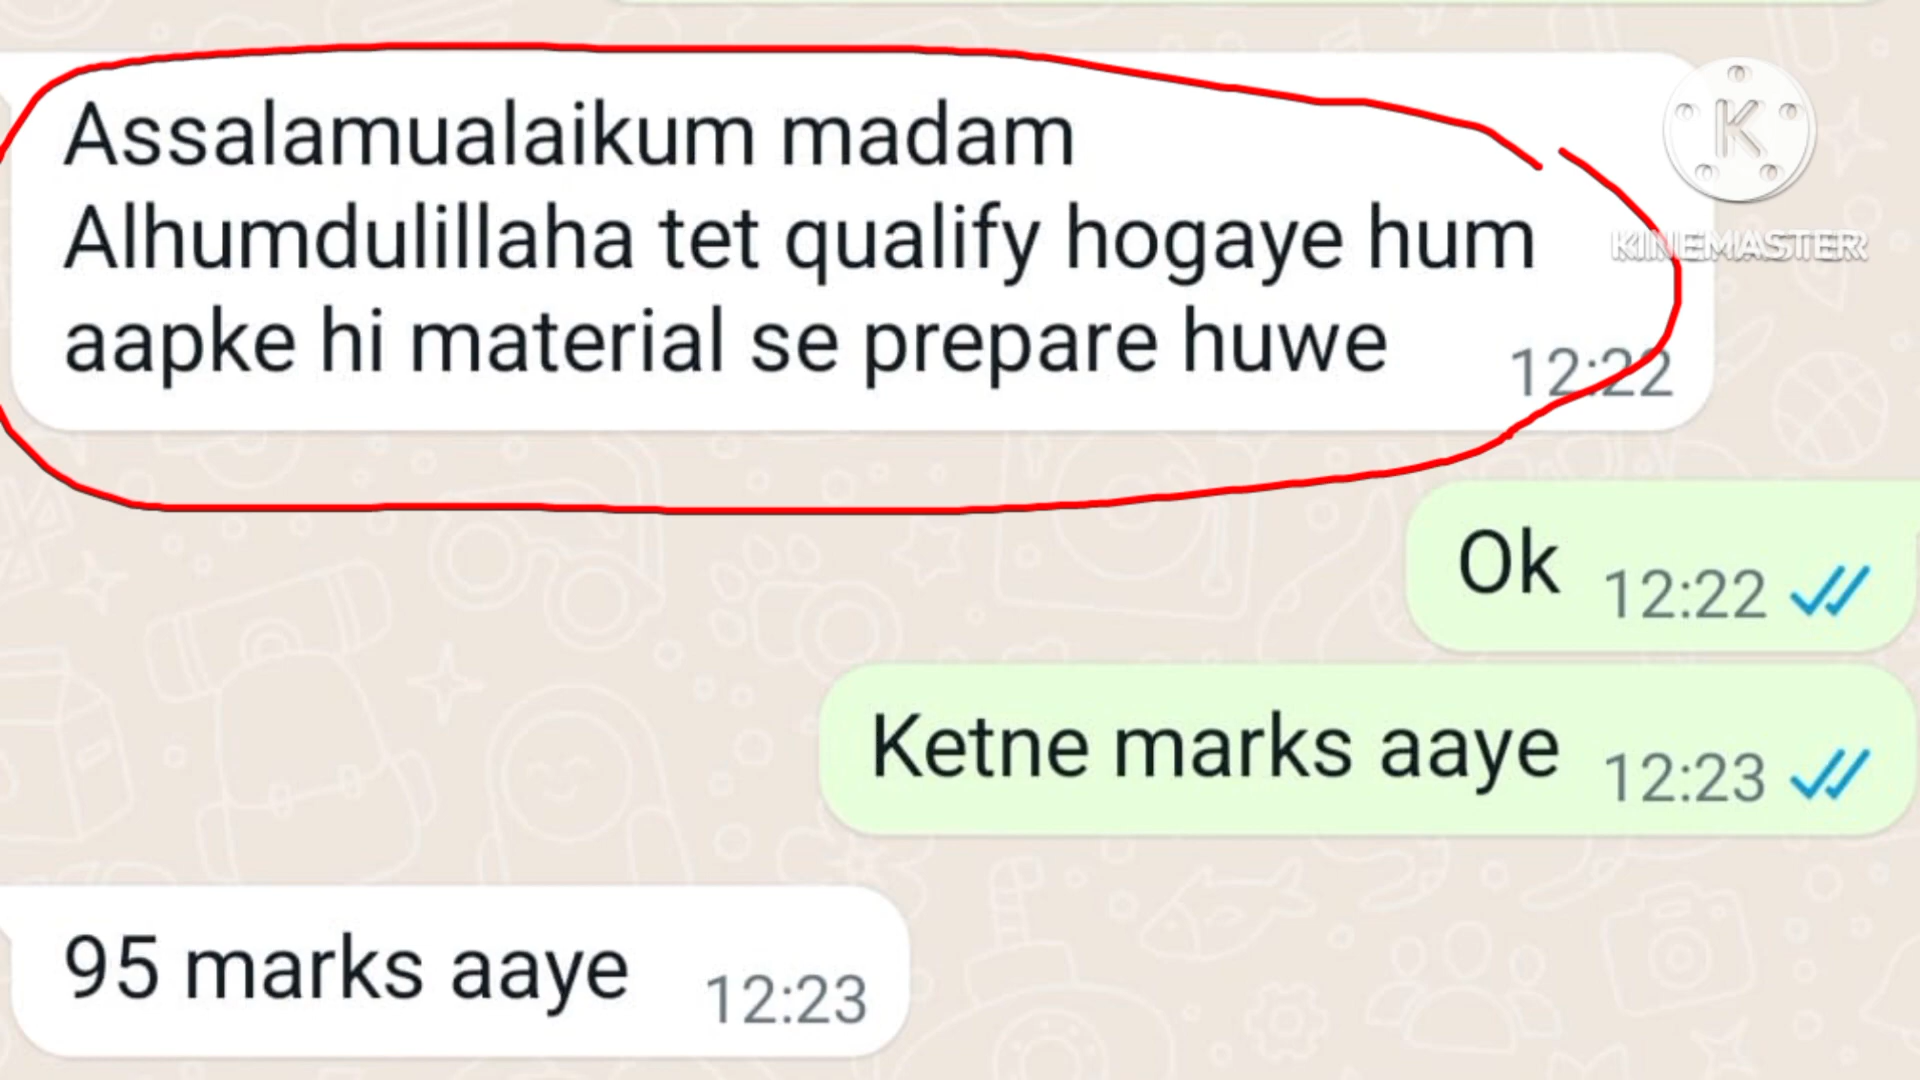 Assalamualaikum madam
Alhumdulillaha tet qualify hogaye hum
aapke hi material se prepare huwe
12:22
K
KINEMASTER
Ok 12:22
Ketne marks aaye 12:23
95 marks aaye 12:23